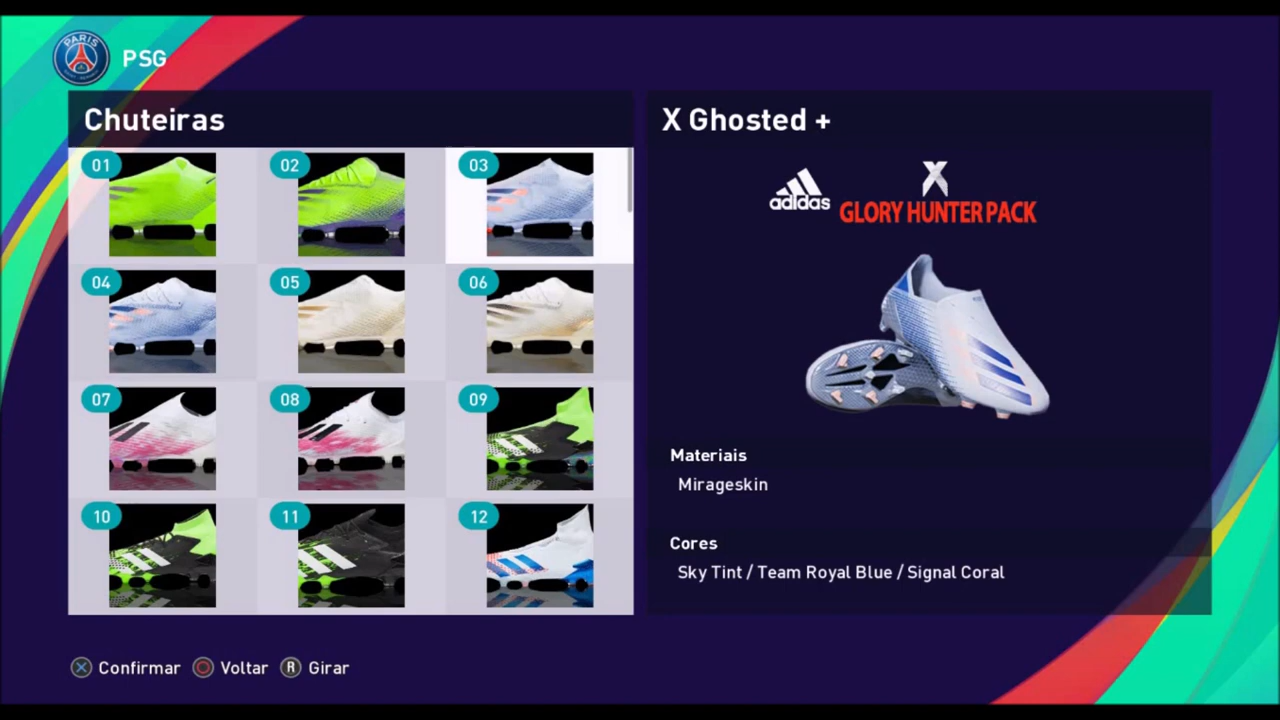 PARIS
PSG
Chuteiras
X Ghosted +
01
02
03
adidas
X
GLORY HUNTER PACK
04
05
06
07
08
09
Materiais
Mirageskin
10
11
12
Cores
Sky Tint / Team Royal Blue / Signal Coral
Confirmar
Voltar
R
Girar